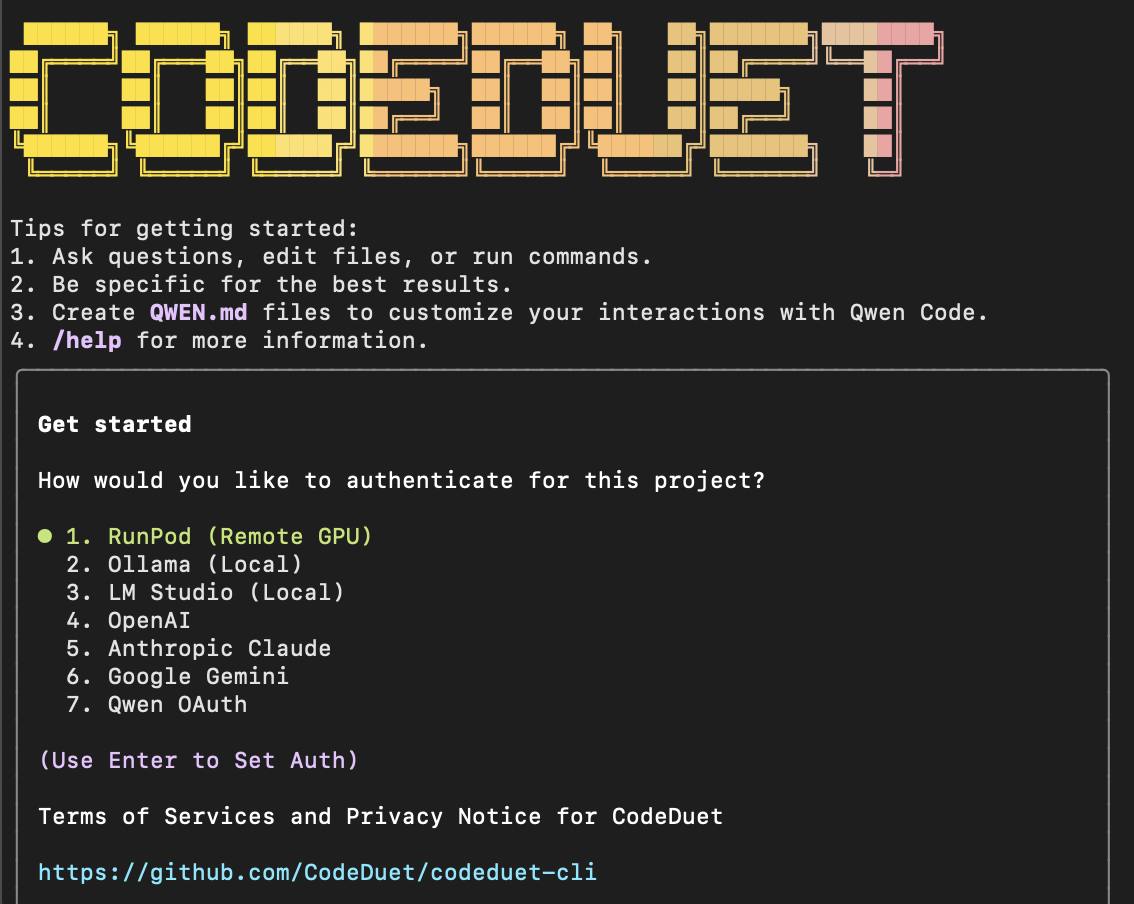 CODEDUET
Tips for getting started:
1. Ask questions, edit files, or run commands.
2. Be specific for the best results.
3. Create QWEN.md files to customize your interactions with Qwen Code.
4. /help for more information.
Get started
How would you like to authenticate for this project?
● 1. RunPod (Remote GPU)
2. Ollama (Local)
3. LM Studio (Local)
4. OpenAI
5. Anthropic Claude
6. Google Gemini
7. Qwen OAuth
(Use Enter to Set Auth)
Terms of Services and Privacy Notice for CodeDuet
https://github.com/CodeDuet/codeduet-cli